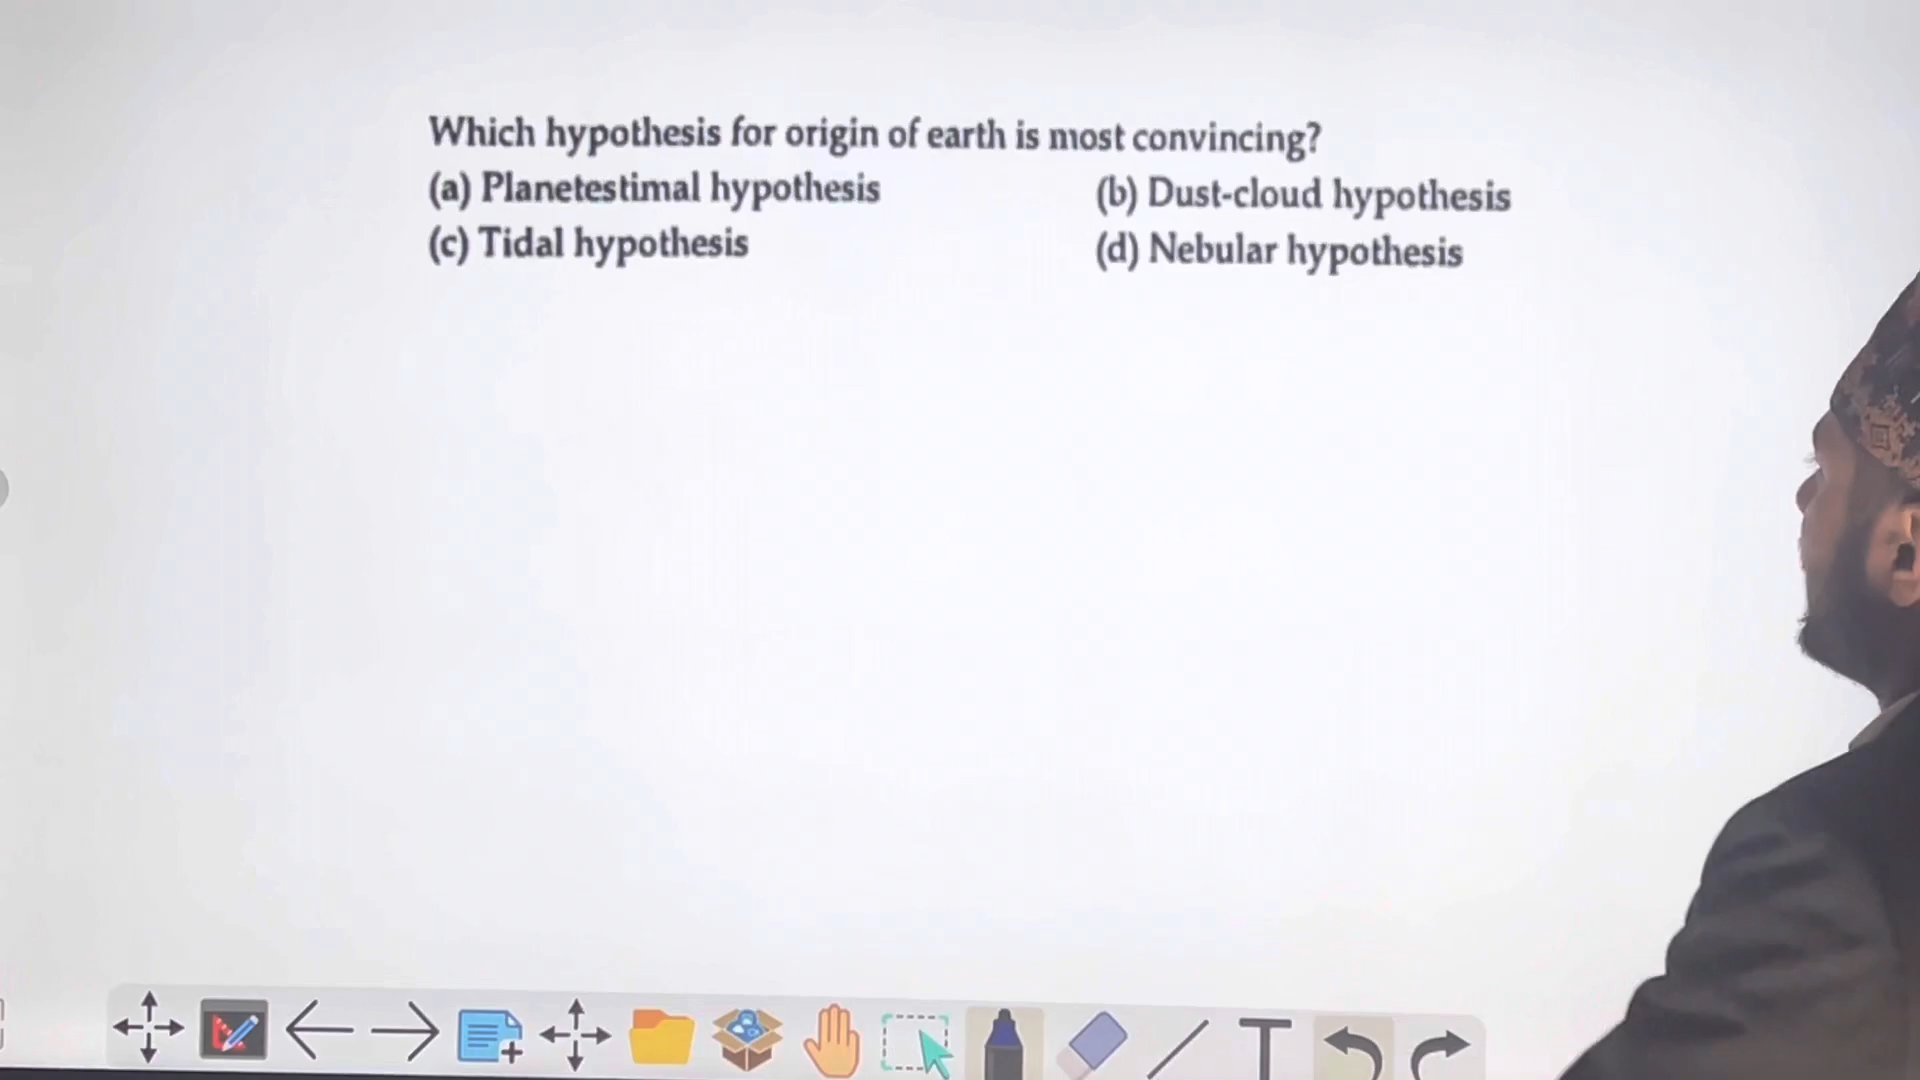 Which hypothesis for origin of earth is most convincing?
(a) Planetestimal hypothesis
(b) Dust-cloud hypothesis
(c) Tidal hypothesis
(d) Nebular hypothesis
T